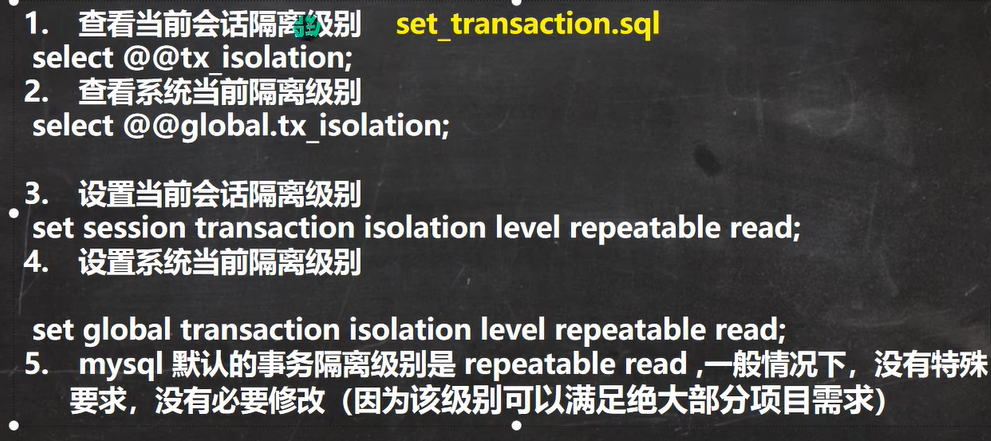 1. 查看当前会话隔离级别 set_transaction.sql
select @@tx_isolation;
2. 查看系统当前隔离级别
select @@global.tx_isolation;
3. 设置当前会话隔离级别
set session transaction isolation level repeatable read;
4. 设置系统当前隔离级别
set global transaction isolation level repeatable read;
5. mysql 默认的事务隔离级别是 repeatable read ,一般情况下，没有特殊
要求，没有必要修改（因为该级别可以满足绝大部分项目需求）